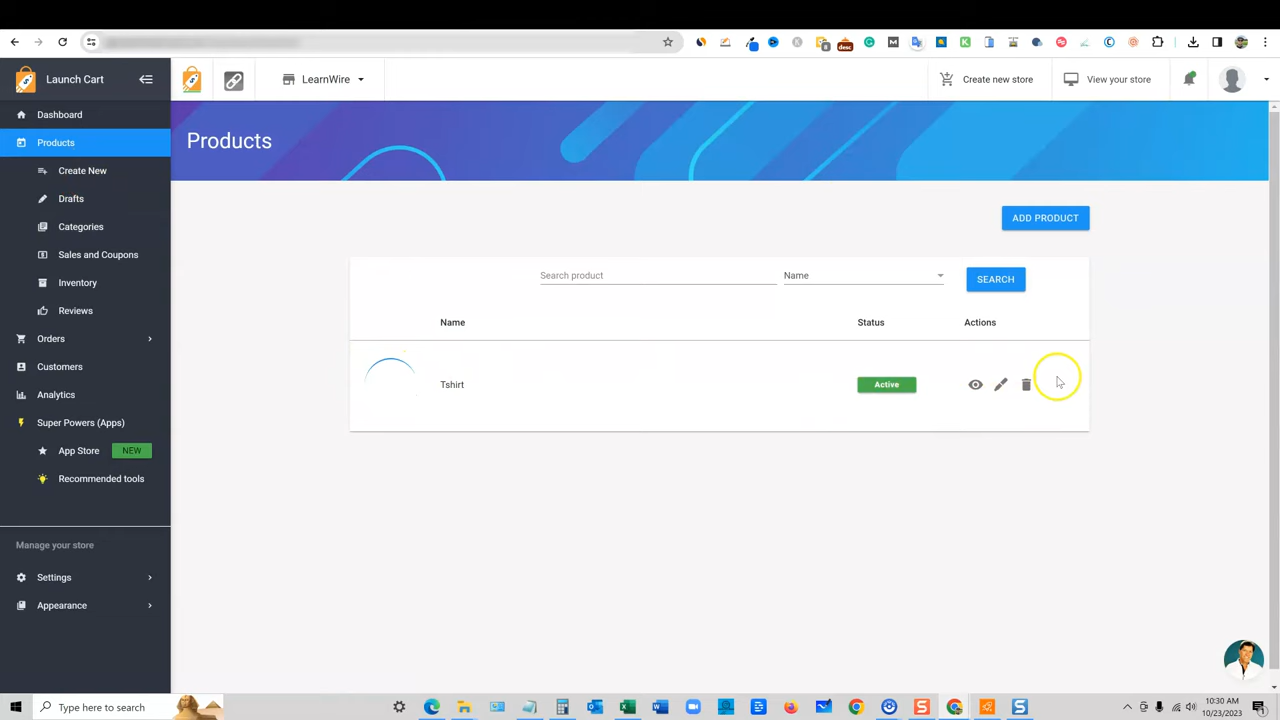 Launch Cart
LearnWire
Create new store
View your store
Dashboard
Products
Create New
Drafts
Categories
Sales and Coupons
Inventory
Reviews
Orders
Customers
Analytics
Super Powers (Apps)
App Store NEW
Recommended tools
Manage your store
Settings
Appearance
Products
ADD PRODUCT
Search product Name SEARCH
Name Status Actions
Tshirt Active
Type here to search
10:30 AM
10/23/2023